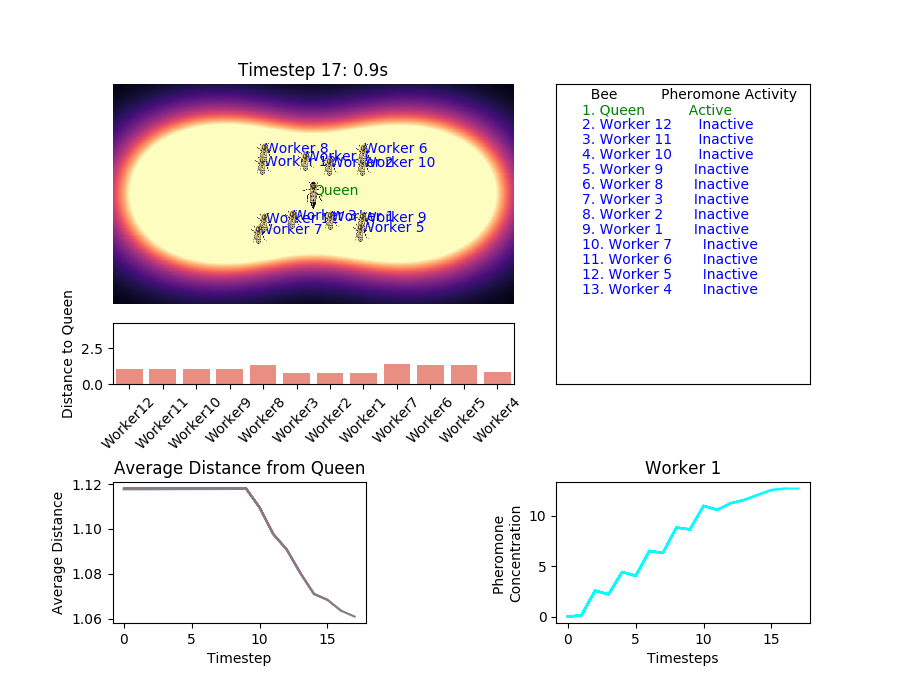 Timestep 17: 0.9s
Worker 8
Worker 6
Worker 2
Worker 10
Queen
Worker 3
Worker 1
Worker 9
Worker 7
Worker 5
Bee Pheromone Activity
1. Queen Active
2. Worker 12 Inactive
3. Worker 11 Inactive
4. Worker 10 Inactive
5. Worker 9 Inactive
6. Worker 8 Inactive
7. Worker 3 Inactive
8. Worker 2 Inactive
9. Worker 1 Inactive
10. Worker 7 Inactive
11. Worker 6 Inactive
12. Worker 5 Inactive
13. Worker 4 Inactive
Distance to Queen
2.5
0.0
Worker12
Worker11
Worker10
Worker9
Worker8
Worker3
Worker2
Worker1
Worker7
Worker6
Worker5
Worker4
Average Distance from Queen
Average Distance
1.12
1.10
1.08
1.06
0 5 10 15
Timestep
Worker 1
Pheromone
Concentration
10
5
0
0 5 10 15
Timesteps